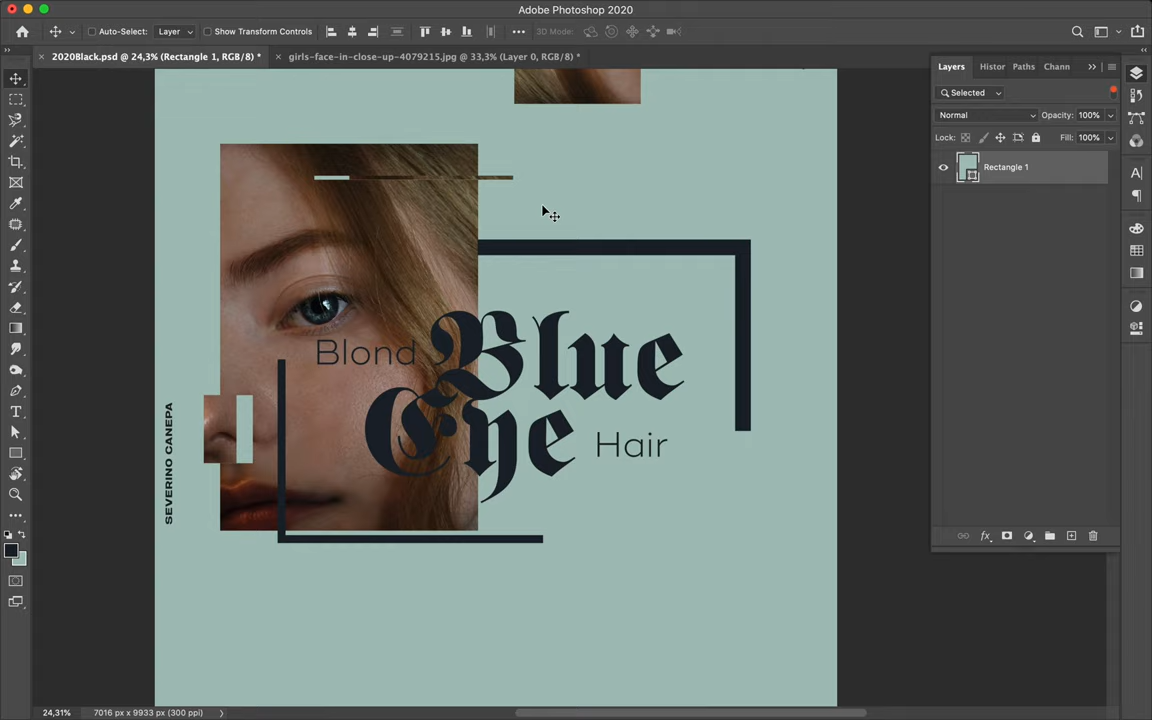 Adobe Photoshop 2020
Auto-Select: Layer Show Transform Controls 3D Mode:
2020Black.psd @ 24,3% (Rectangle 1, RGB/8) * girls-face-in-close-up-4079215.jpg @ 33,3% (Layer 0, RGB/8) *
Layers Histor Paths Chann
Selected
Normal Opacity: 100%
Lock: Fill: 100%
Rectangle 1
Blond Blue
Eye Hair
SEVERINO CANEPA
24,31% 7016 px x 9933 px (300 ppi)